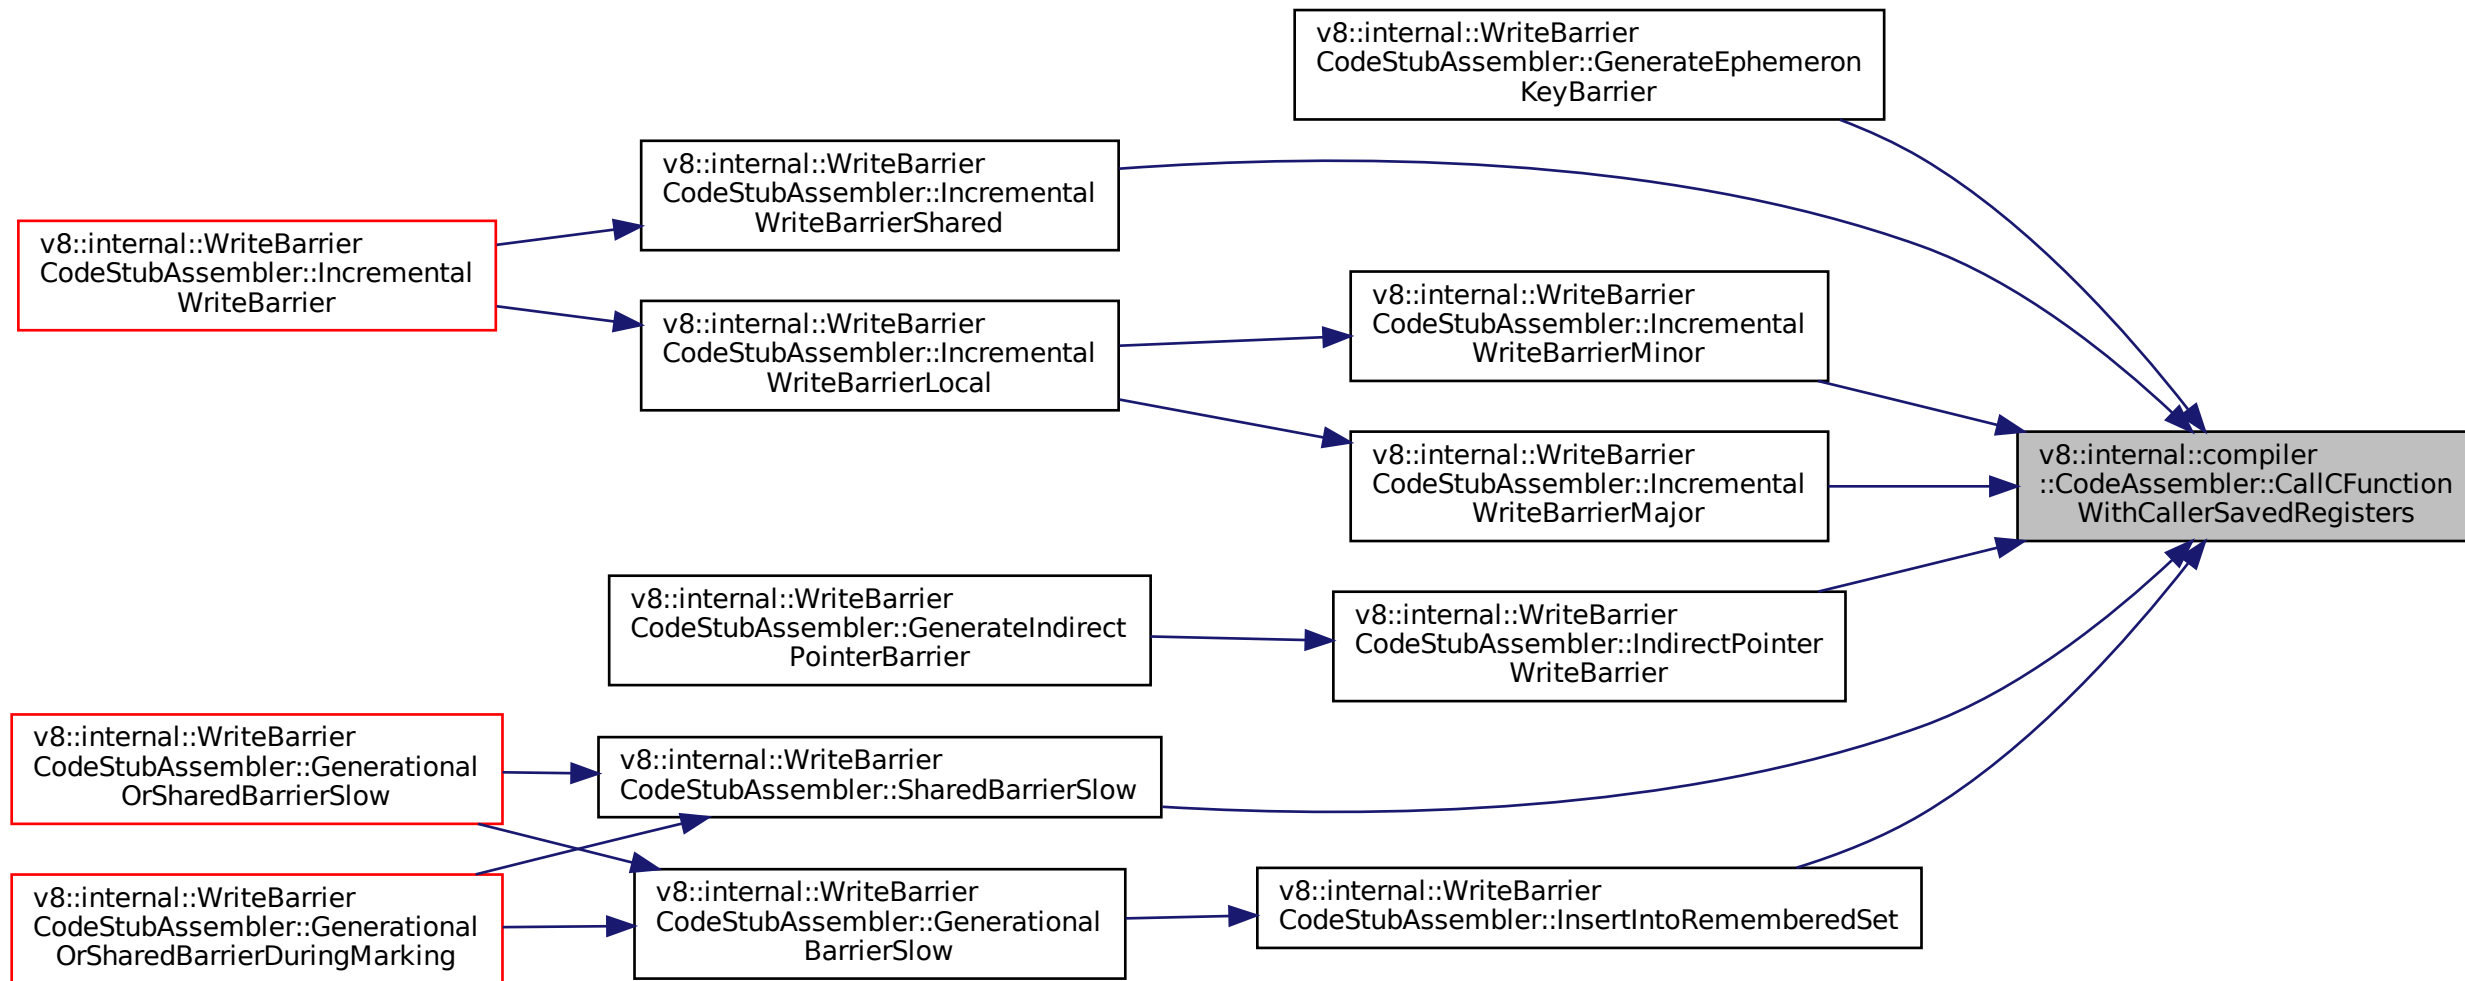 v8::internal::WriteBarrier
CodeStubAssembler::GenerateEphemeron
KeyBarrier
v8::internal::WriteBarrier
CodeStubAssembler::Incremental
WriteBarrierShared
v8::internal::WriteBarrier
CodeStubAssembler::Incremental
WriteBarrier
v8::internal::WriteBarrier
CodeStubAssembler::Incremental
WriteBarrierMinor
v8::internal::WriteBarrier
CodeStubAssembler::Incremental
WriteBarrierLocal
v8::internal::WriteBarrier
CodeStubAssembler::Incremental
WriteBarrierMajor
v8::internal::compiler
::CodeAssembler::CallCFunction
WithCallerSavedRegisters
v8::internal::WriteBarrier
CodeStubAssembler::GenerateIndirect
PointerBarrier
v8::internal::WriteBarrier
CodeStubAssembler::IndirectPointer
WriteBarrier
v8::internal::WriteBarrier
CodeStubAssembler::Generational
OrSharedBarrierSlow
v8::internal::WriteBarrier
CodeStubAssembler::SharedBarrierSlow
v8::internal::WriteBarrier
CodeStubAssembler::Generational
OrSharedBarrierDuringMarking
v8::internal::WriteBarrier
CodeStubAssembler::Generational
BarrierSlow
v8::internal::WriteBarrier
CodeStubAssembler::InsertIntoRememberedSet